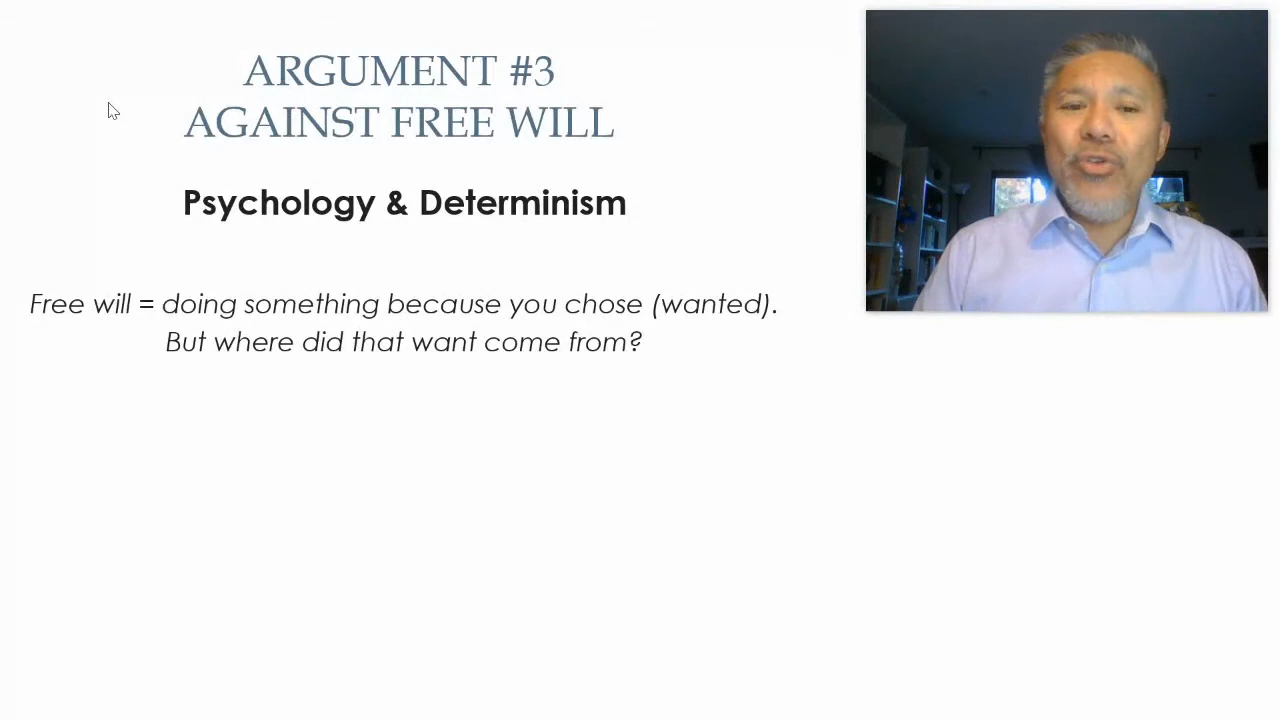 ARGUMENT #3
AGAINST FREE WILL
Psychology & Determinism
Free will = doing something because you chose (wanted).
But where did that want come from?